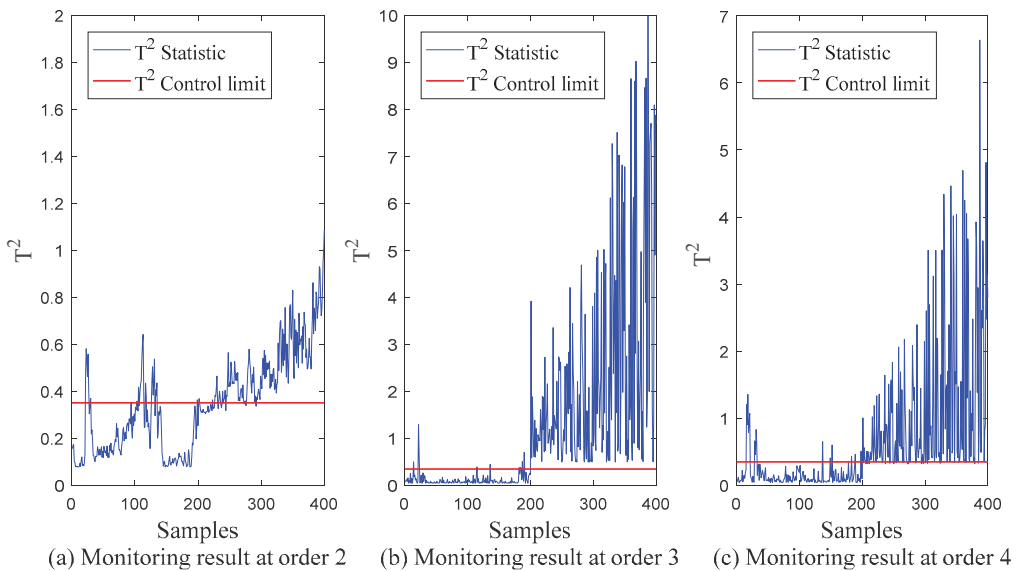 2
1.8
1.6
1.4
1.2
1
0.8
0.6
0.4
0.2
0
T² Statistic
T² Control limit
T²
0 100 200 300 400
Samples
(a) Monitoring result at order 2
10
9
8
7
6
5
4
3
2
1
0
T² Statistic
T² Control limit
T²
0 100 200 300 400
Samples
(b) Monitoring result at order 3
7
6
5
4
3
2
1
0
T² Statistic
T² Control limit
T²
0 100 200 300 400
Samples
(c) Monitoring result at order 4